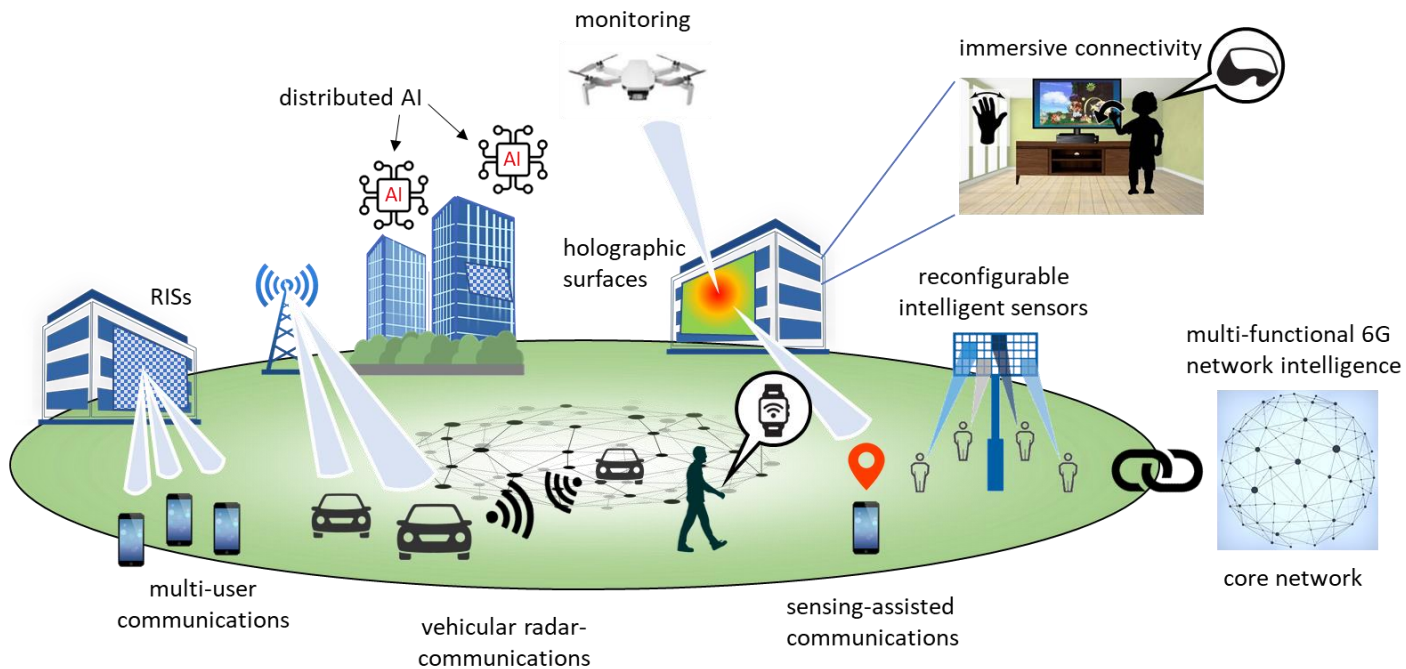 monitoring
immersive connectivity
distributed AI
AI
AI
holographic
surfaces
RISs
reconfigurable
intelligent sensors
multi-functional 6G
network intelligence
multi-user
communications
vehicular radar-
communications
sensing-assisted
communications
core network